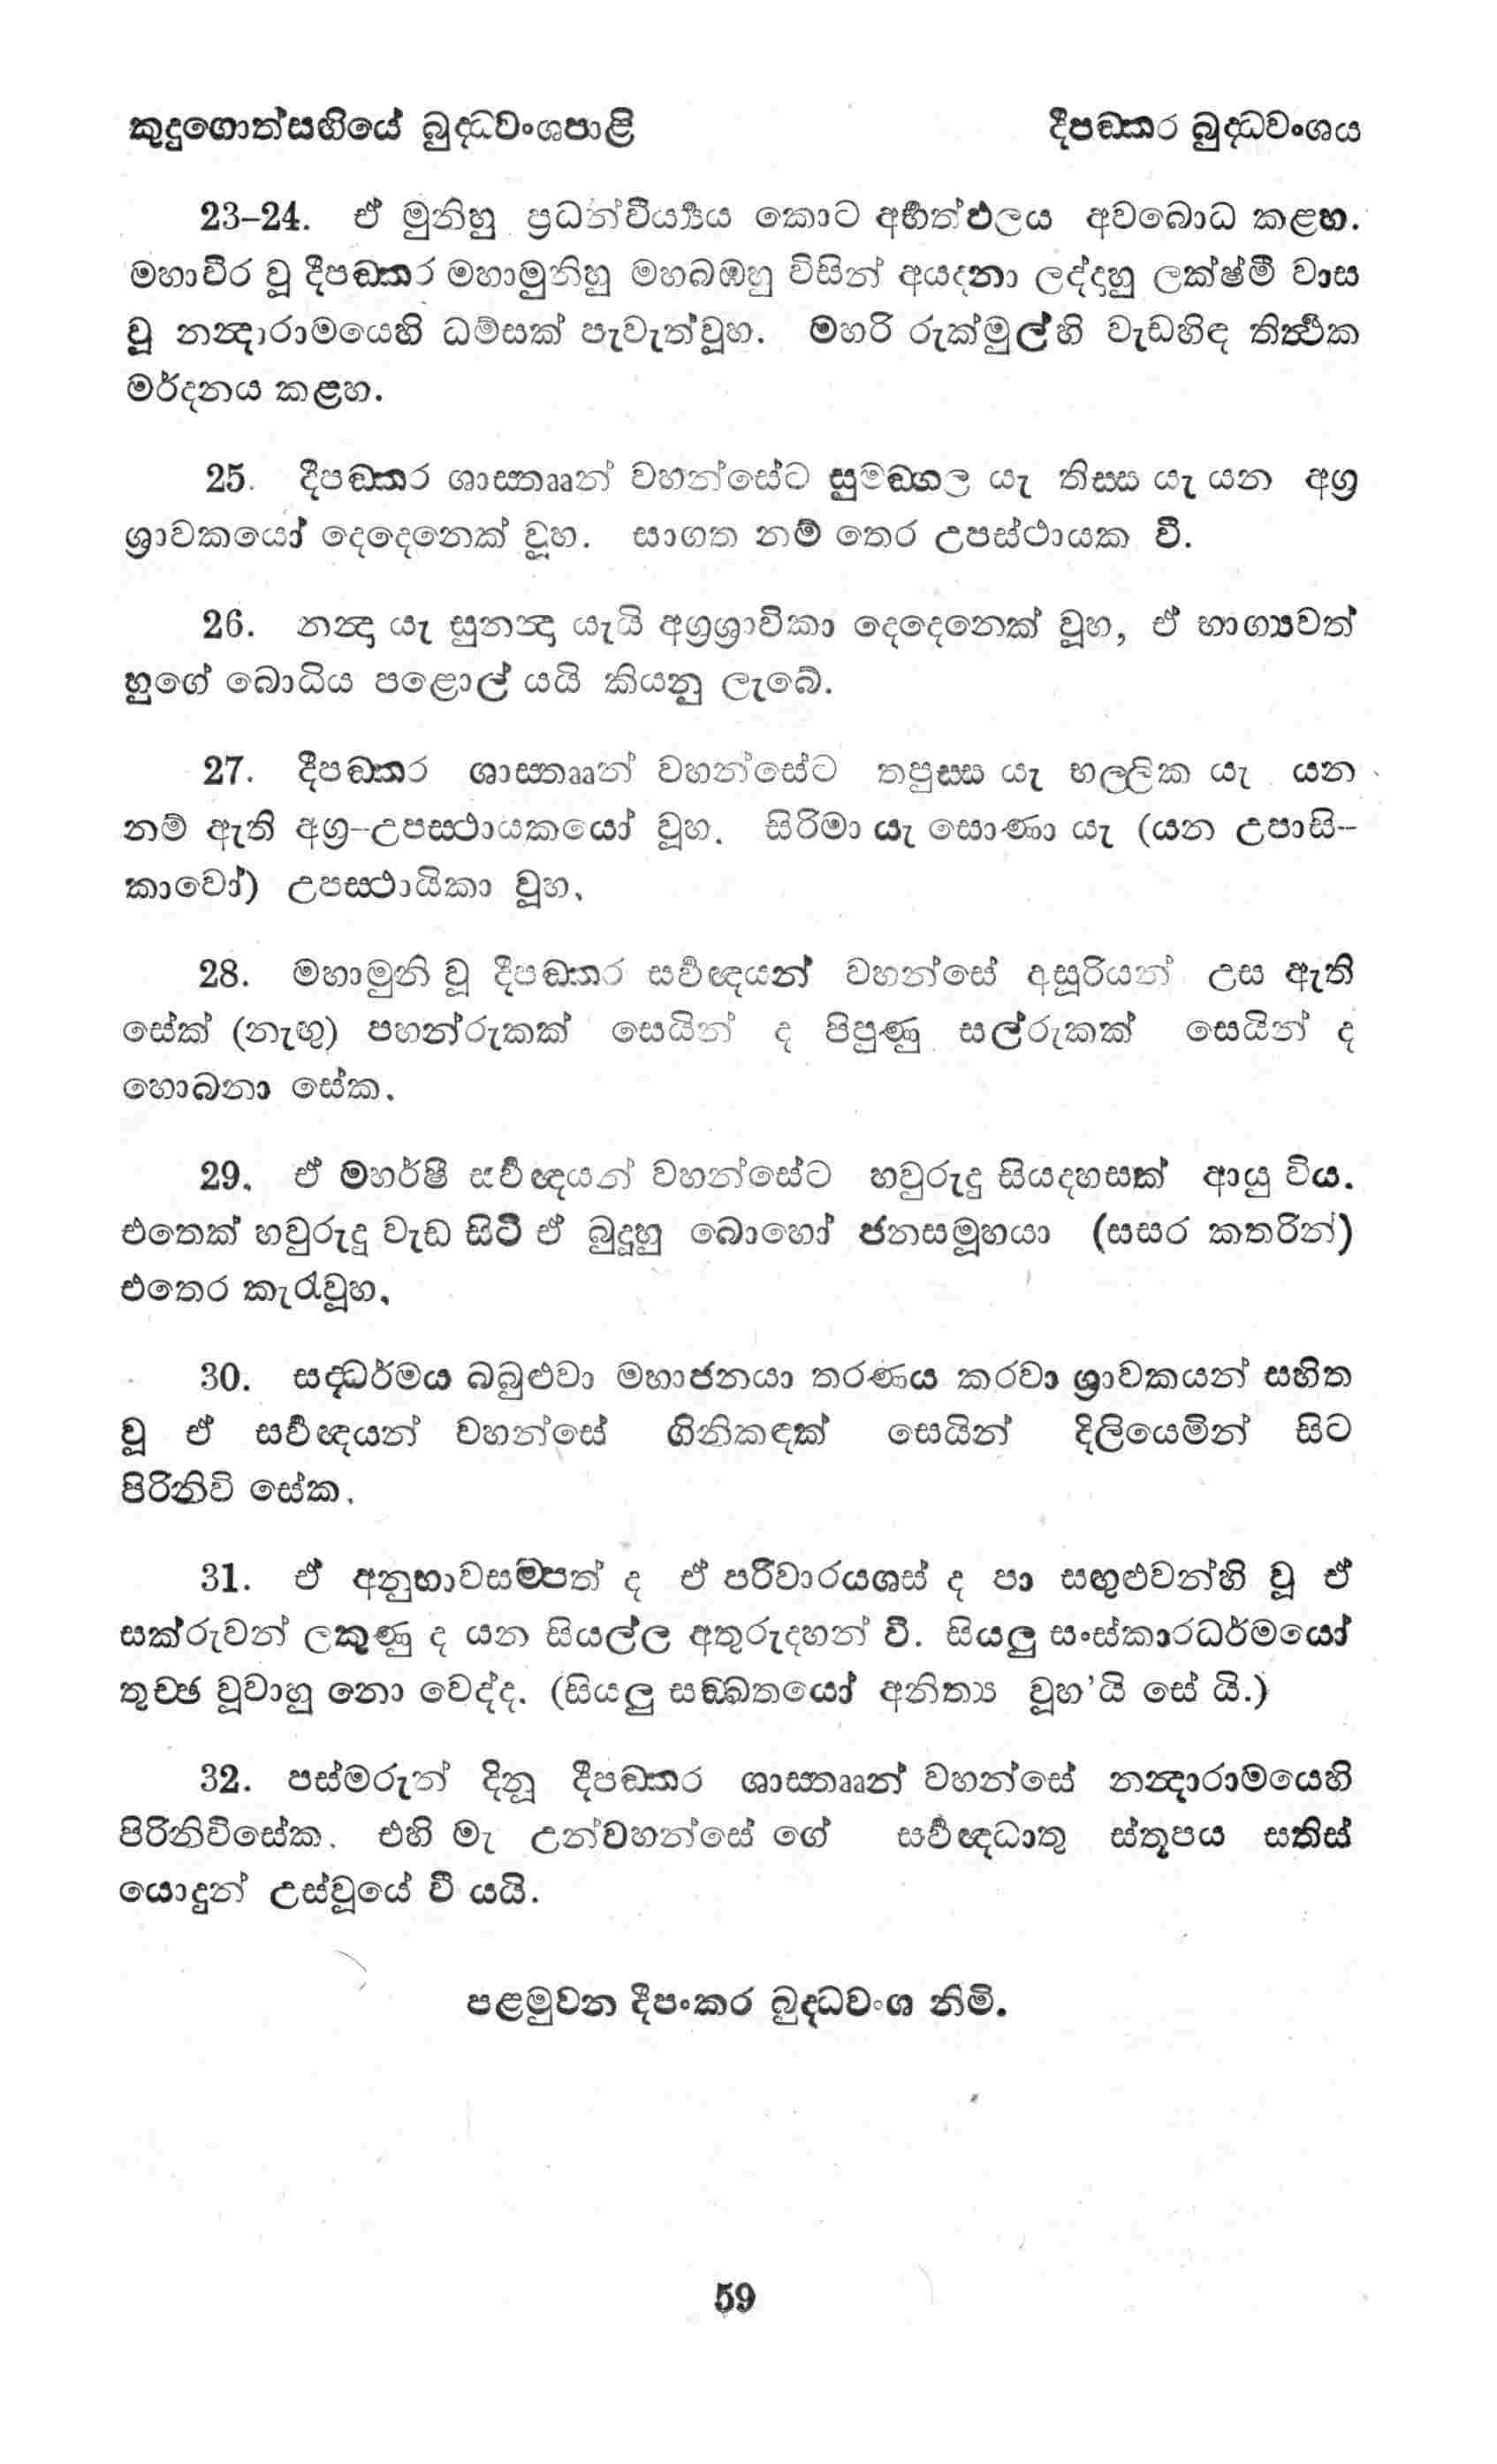 කුදුගොත්සඟියේ බුද්ධවංශපාළි දීපඞ්කර බුද්ධවංශය
23–24. ඒ මුනිහු ප්‍රධන්වීර්‍ය්‍යය කොට අර්හත්ඵලය අවබොධ කළහ.
මහාවීර වූ දීපඞ්කර මහාමුනිහු මහබඹහු විසින් අයදනා ලද්දහු ලක්ෂ්මී වාස
වූ නන්‍දාරාමයෙහි ධම්සක් පැවැත්වූහ. මහරි රුක්මුල්හි වැඩහිඳ තිර්‍ත්‍ථක
මර්දනය කළහ.
25. දීපඞ්කර ශාස්තෲන් වහන්සේට සුමඞ්ගල යැ තිස්ස යැ යන අග්‍ර
ශ්‍රාවකයෝ දෙදෙනෙක් වූහ. සාගත නම් තෙර උපස්ථායක වී.
26. නන්‍දා යැ සුනන්‍දා යැයි අග්‍රශ්‍රාවිකා දෙදෙනෙක් වූහ, ඒ භාග්‍යවත්
හුගේ බොධිය පළොල් යයි කියනු ලැබේ.
27. දීපඞ්කර ශාස්තෲන් වහන්සේට තපුස්ස යැ භල්ලික යැ යන
නම් ඇති අග්‍ර–උපස්ථායකයෝ වූහ. සිරිමා යැ සොණා යැ (යන උපාසි–
කාවෝ) උපස්ථායිකා වූහ.
28. මහාමුනි වූ දීපඞ්කර සර්‍වඥයන් වහන්සේ අසූරියන් උස ඇති
සේක් (නැඟූ) පහන්රුකක් සෙයින් ද පිපුණු සල්රුකක් සෙයින් ද
හොබනා සේක.
29. ඒ මහර්ෂී සර්‍වඥයන් වහන්සේට හවුරුදු සියදහසක් ආයු විය.
එතෙක් හවුරුදු වැඩ සිටි ඒ බුදූහු බොහෝ ජනසමූහයා (සසර කතරින්)
එතෙර කැරැවූහ.
30. සද්ධර්මය බබුළුවා මහාජනයා තරණය කරවා ශ්‍රාවකයන් සහිත
වූ ඒ සර්‍වඥයන් වහන්සේ ගිනිකඳක් සෙයින් දිලියෙමින් සිට
පිරිනිවි සේක.
31. ඒ අනුභාවසම්පත් ද ඒ පරිවාරයශස් ද පා සඟුළුවන්හි වූ ඒ
සක්රුවන් ලකුණු ද යන සියල්ල අතුරුදහන් වී. සියලු සංස්කාරධර්මයෝ
තුච්ඡ වූවාහු නො වෙද්ද. (සියලු සඞ්ඛතයෝ අනිත්‍ය වූහ’යි සේ යි.)
32. පස්මරුන් දිනූ දීපඞ්කර ශාස්තෲන් වහන්සේ නන්‍දාරාමයෙහි
පිරිනිවිසේක. එහි මැ උන්වහන්සේ ගේ සර්‍වඥධාතු ස්තූපය සතිස්
යොදුන් උස්වූයේ වී යයි.
පළමුවන දීපංකර බුද්ධවංශ නිමි.
59